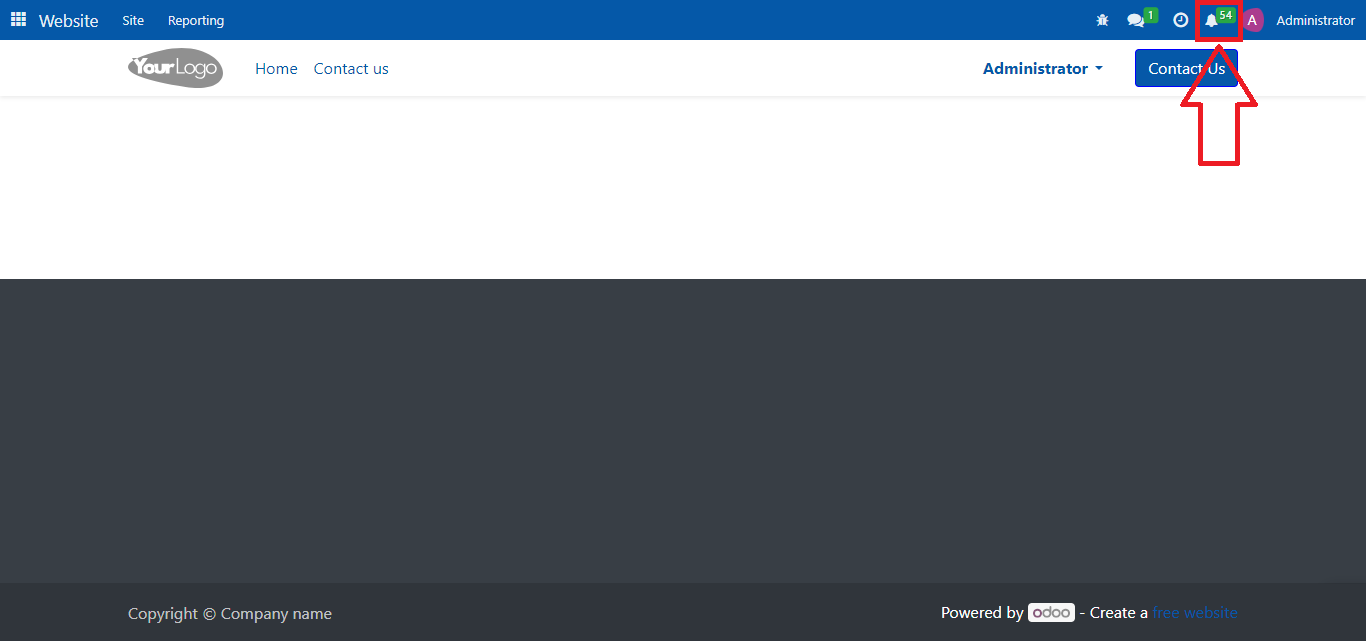 Website Site Reporting 1 54 A Administrator
YourLogo Home Contact us Administrator Contact Us
Copyright © Company name Powered by odoo - Create a free website